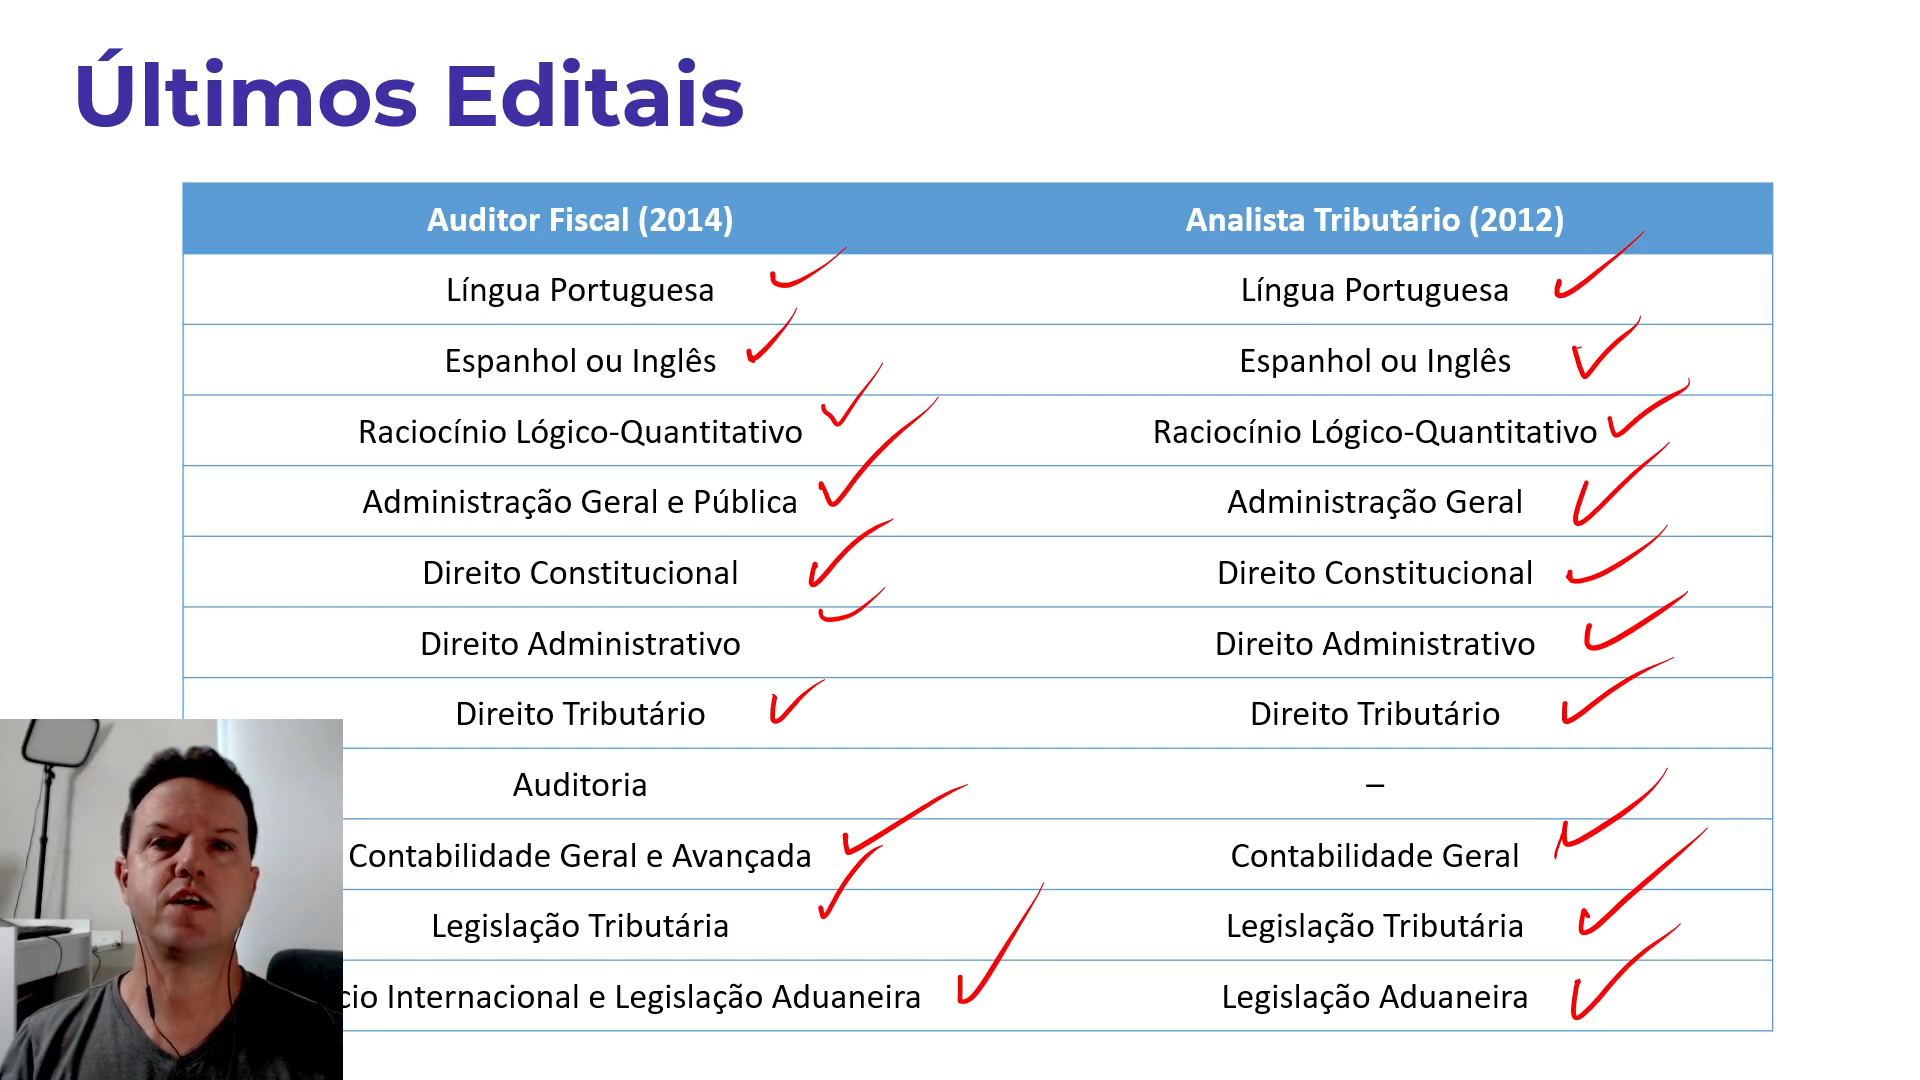 Últimos Editais
Auditor Fiscal (2014) Analista Tributário (2012)
Língua Portuguesa Língua Portuguesa
Espanhol ou Inglês Espanhol ou Inglês
Raciocínio Lógico-Quantitativo Raciocínio Lógico-Quantitativo
Administração Geral e Pública Administração Geral
Direito Constitucional Direito Constitucional
Direito Administrativo Direito Administrativo
Direito Tributário Direito Tributário
Auditoria –
Contabilidade Geral e Avançada Contabilidade Geral
Legislação Tributária Legislação Tributária
Internacional e Legislação Aduaneira Legislação Aduaneira